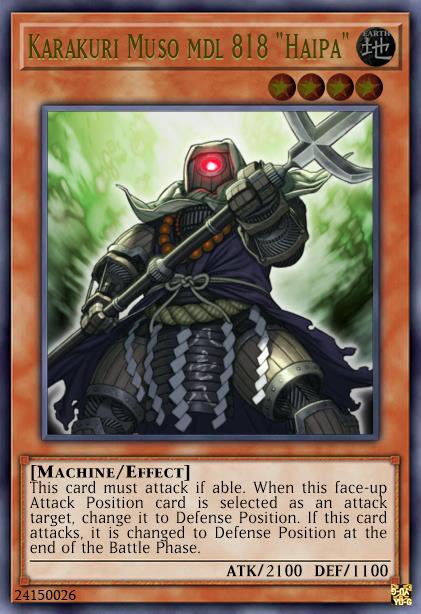 Karakuri Muso mdl 818 "Haipa"
EARTH
地
[Machine/Effect]
This card must attack if able. When this face-up
Attack Position card is selected as an attack
target, change it to Defense Position. If this card
attacks, it is changed to Defense Position at the
end of the Battle Phase.
ATK/2100 DEF/1100
24150026